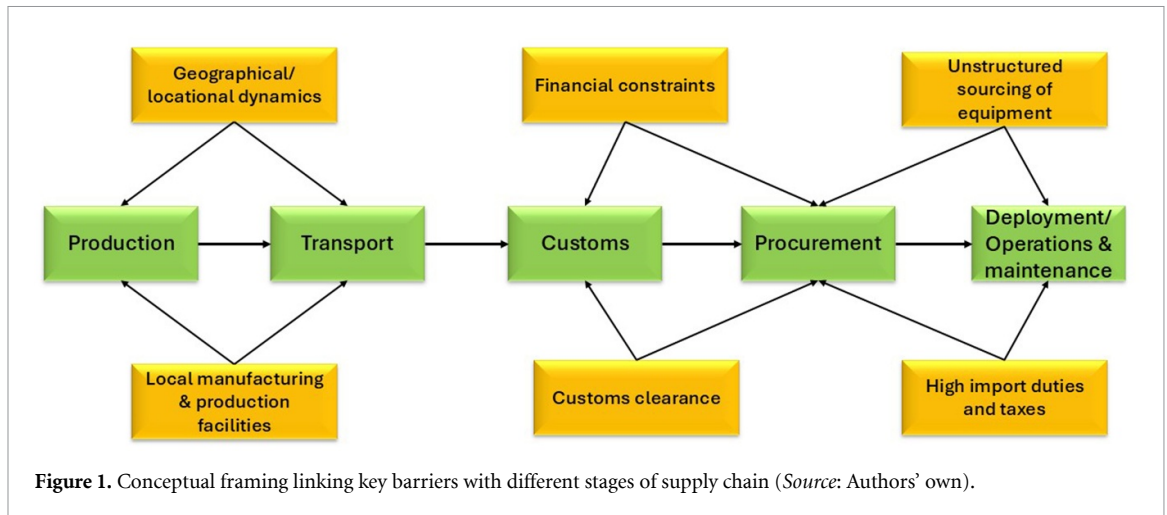 Geographical/
locational dynamics
Financial constraints
Unstructured
sourcing of
equipment
Production
Transport
Customs
Procurement
Deployment/
Operations &
maintenance
Local manufacturing
& production
facilities
Customs clearance
High import duties
and taxes
Figure 1. Conceptual framing linking key barriers with different stages of supply chain (Source: Authors’ own).